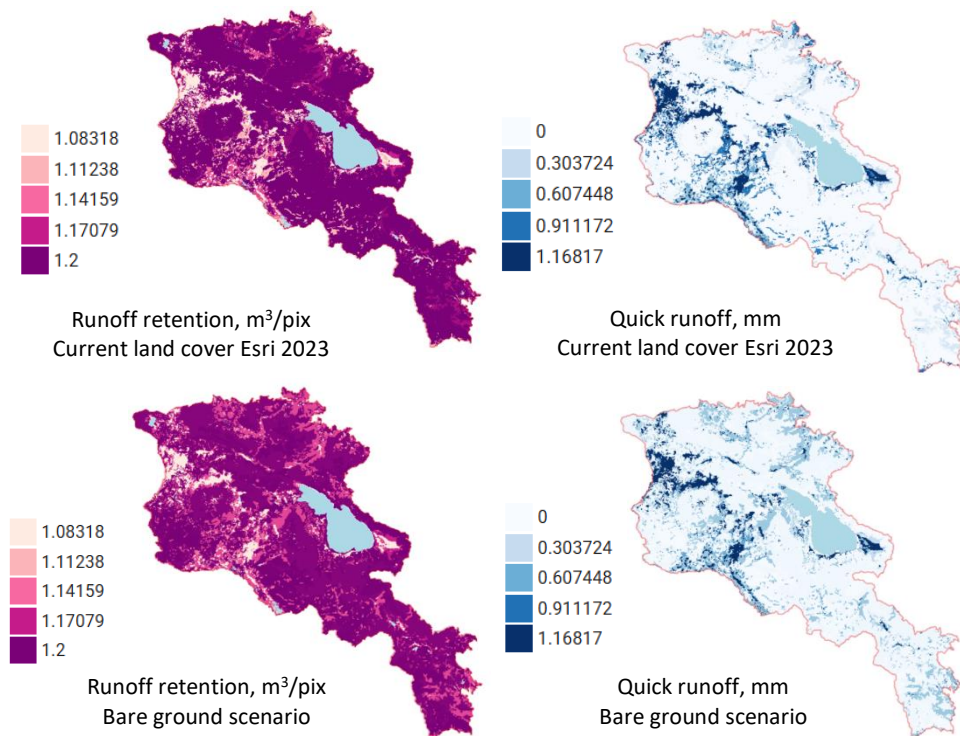 1.08318
1.11238
1.14159
1.17079
1.2
Runoff retention, m³/pix
Current land cover Esri 2023
0
0.303724
0.607448
0.911172
1.16817
Quick runoff, mm
Current land cover Esri 2023
1.08318
1.11238
1.14159
1.17079
1.2
Runoff retention, m³/pix
Bare ground scenario
0
0.303724
0.607448
0.911172
1.16817
Quick runoff, mm
Bare ground scenario